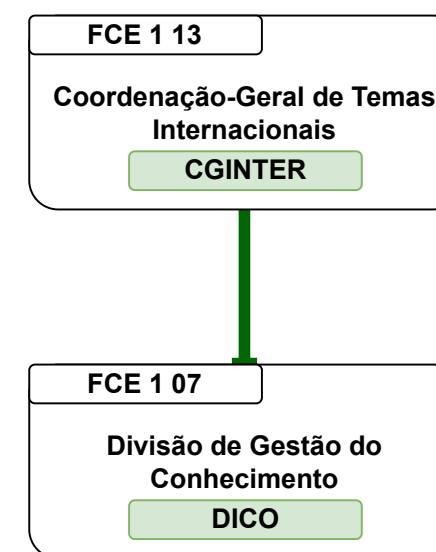 FCE 1 13
Coordenação-Geral de Temas
Internacionais
CGINTER
FCE 1 07
Divisão de Gestão do
Conhecimento
DICO